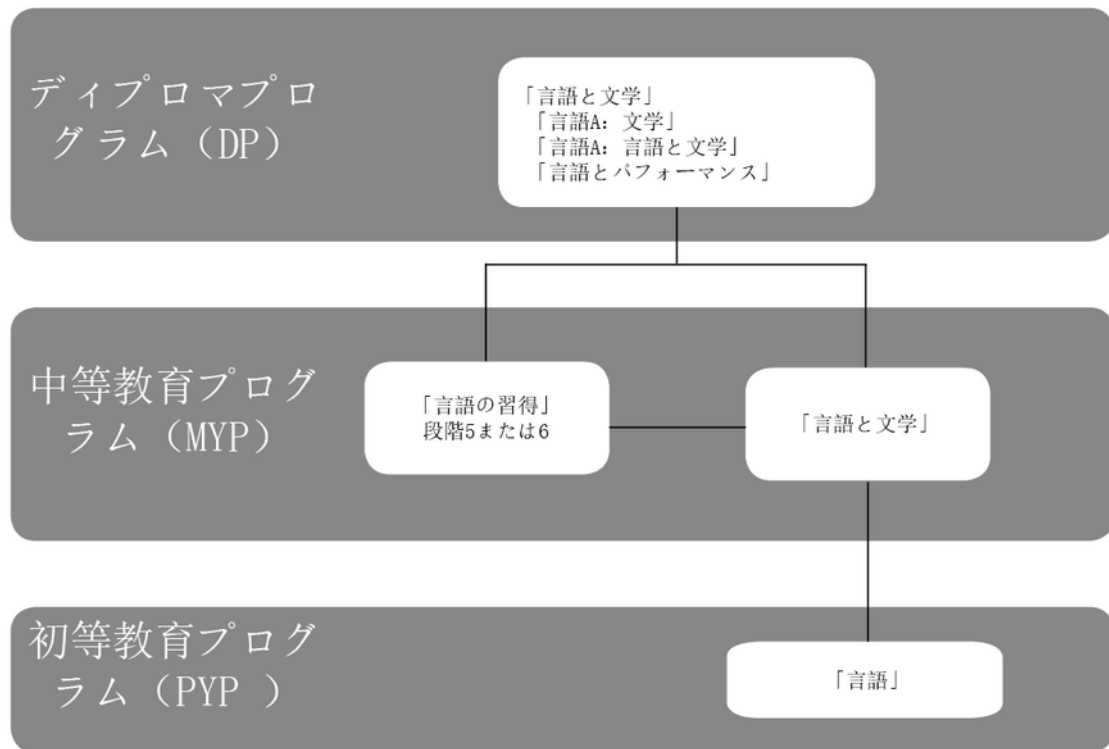 ディプロマプロ
グラム（DP）
「言語と文学」
「言語A: 文学」
「言語A: 言語と文学」
「言語とパフォーマンス」
中等教育プログ
ラム（MYP）
「言語の習得」
段階5または6
「言語と文学」
初等教育プログ
ラム（PYP ）
「言語」